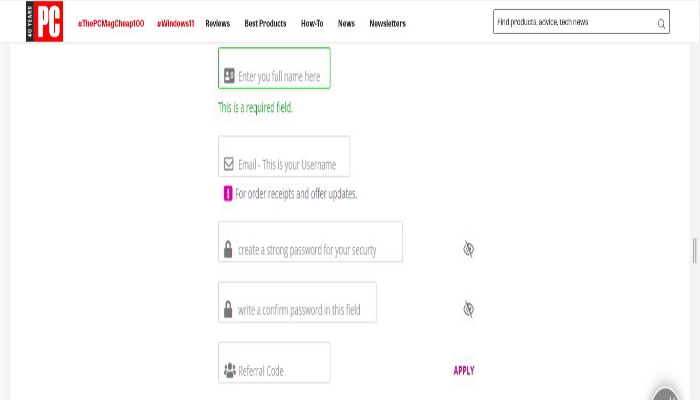 40 YEARS
PC
#ThePCMagCheap100 #Windows11 Reviews Best Products How-To News Newsletters
Find products, advice, tech news
Enter you full name here
This is a required field.
Email - This is your Username
For order receipts and offer updates.
create a strong password for your securty
write a confirm password in this field
Referral Code
APPLY